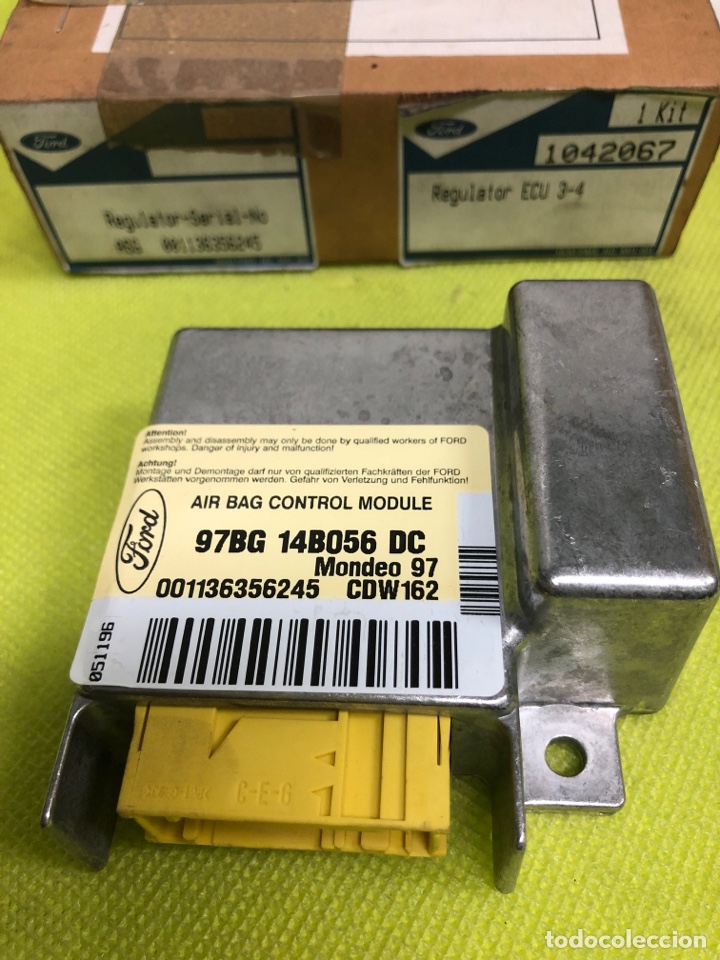 Ford
Regulator-Serial-No
ABG 001136356245
Ford
1 Kit
1042067
Regulator ECU 3-4
Attention!
Assembly and disassembly may only be done by qualified workers of FORD
workshops. Danger of injury and malfunction!
Achtung!
Montage und Demontage darf nur von qualifizierten Fachkräften der FORD
Werkstätten vorgenommen werden. Gefahr von Verletzung und Fehlfunktion!
Ford
AIR BAG CONTROL MODULE
97BG 14B056 DC
Mondeo 97
001136356245 CDW162
051196
C-E-G
todocoleccion